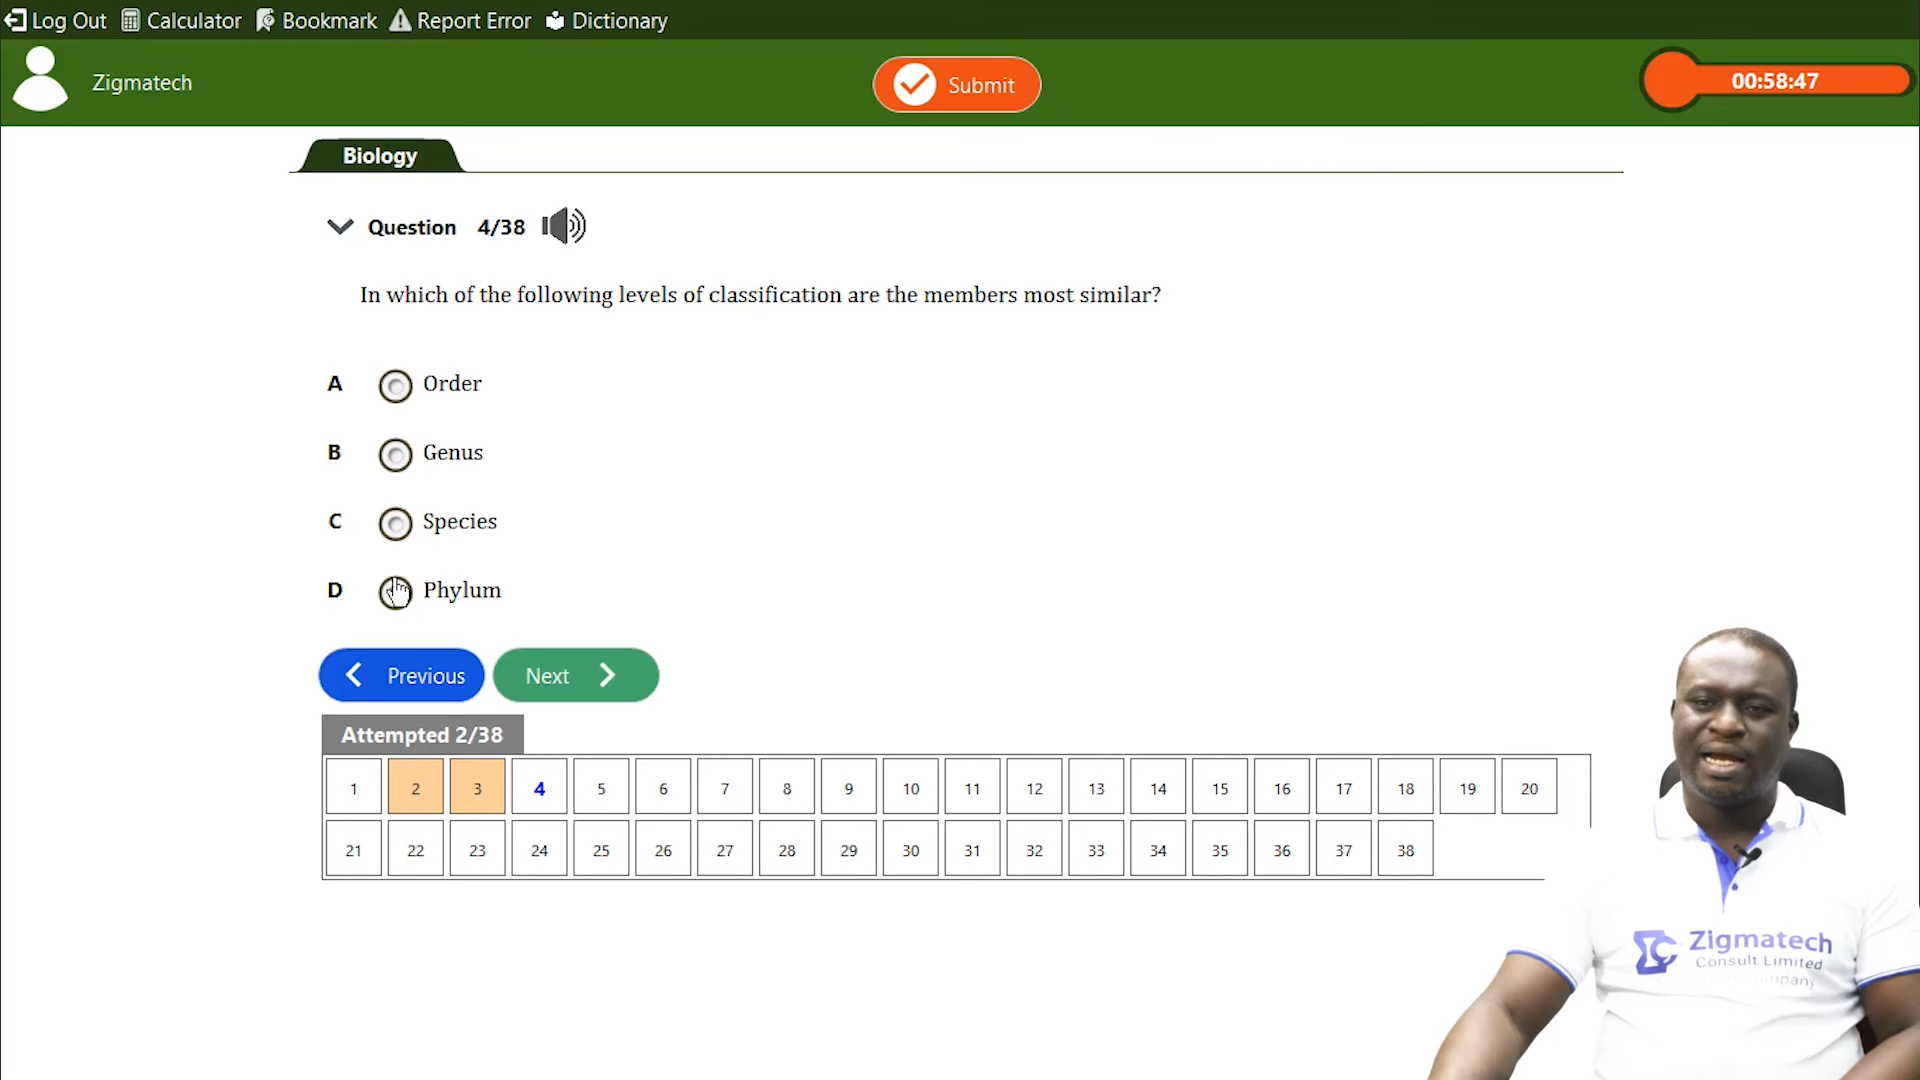 Log Out Calculator Bookmark Report Error Dictionary
Zigmatech
Submit
00:58:47
Biology
Question 4/38
In which of the following levels of classification are the members most similar?
A Order
B Genus
C Species
D Phylum
Previous Next
Attempted 2/38
1 2 3 4 5 6 7 8 9 10 11 12 13 14 15 16 17 18 19 20
21 22 23 24 25 26 27 28 29 30 31 32 33 34 35 36 37 38
Zigmatech
Consult Limited